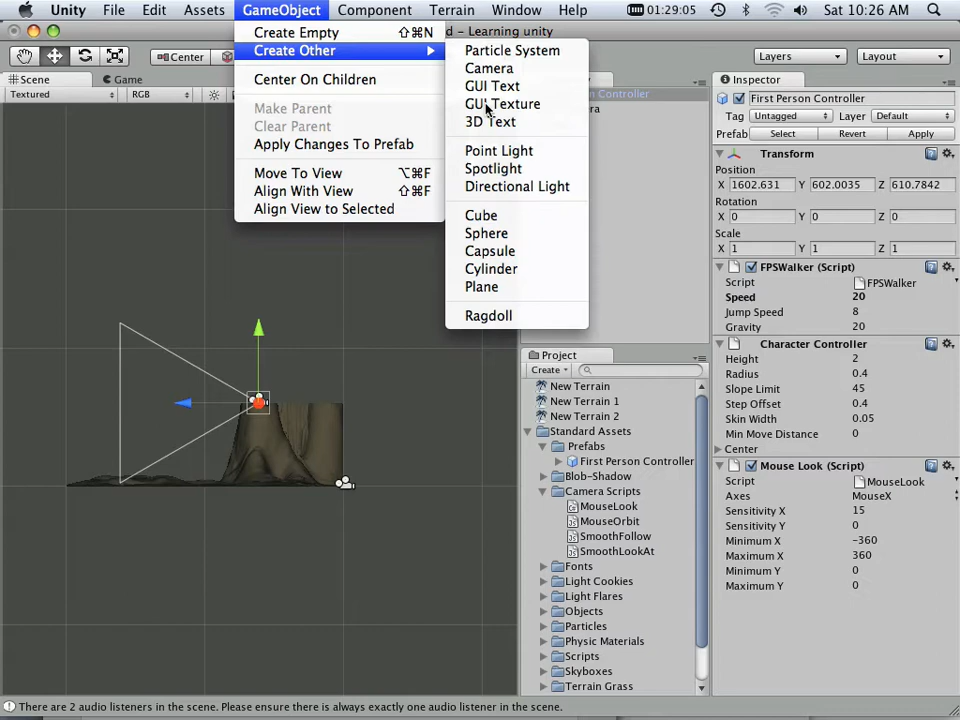 Unity File Edit Assets GameObject Component Terrain Window Help (1:29:05) Sat 10:26 AM
d - Learning unity
Center Layers Layout
Scene Game
Textured RGB
Create Empty ⇧⌘N
Create Other
Center On Children
Make Parent
Clear Parent
Apply Changes To Prefab
Move To View ⌥⌘F
Align With View ⇧⌘F
Align View to Selected
Particle System
Camera
GUI Text
GUI Texture
3D Text
Point Light
Spotlight
Directional Light
Cube
Sphere
Capsule
Cylinder
Plane
Ragdoll
Controller
Project
Create
New Terrain
New Terrain 1
New Terrain 2
Standard Assets
Prefabs
First Person Controller
Blob-Shadow
Camera Scripts
MouseLook
MouseOrbit
SmoothFollow
SmoothLookAt
Fonts
Light Cookies
Light Flares
Objects
Particles
Physic Materials
Scripts
Skyboxes
Terrain Grass
Inspector
First Person Controller
Tag Untagged Layer Default
Prefab Select Revert Apply
Transform
Position
X 1602.631 Y 602.0035 Z 610.7842
Rotation
X 0 Y 0 Z 0
Scale
X 1 Y 1 Z 1
FPSWalker (Script)
Script FPSWalker
Speed 20
Jump Speed 8
Gravity 20
Character Controller
Height 2
Radius 0.4
Slope Limit 45
Step Offset 0.4
Skin Width 0.05
Min Move Distance 0
Center
Mouse Look (Script)
Script MouseLook
Axes MouseX
Sensitivity X 15
Sensitivity Y 0
Minimum X -360
Maximum X 360
Minimum Y 0
Maximum Y 0
There are 2 audio listeners in the scene. Please ensure there is always exactly one audio listener in the scene.